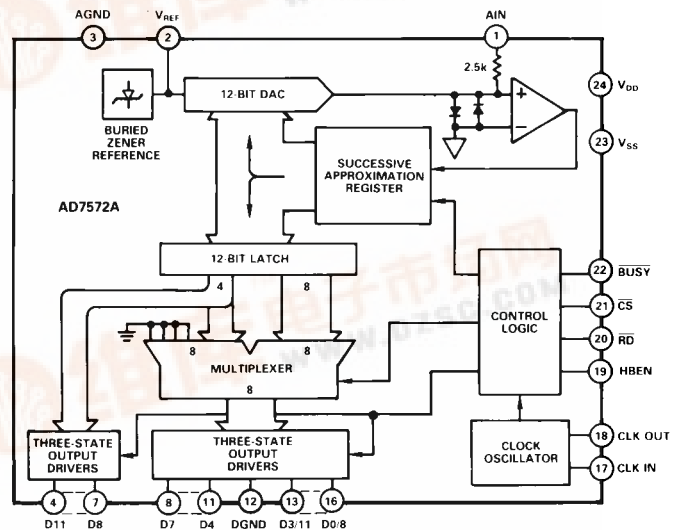 AGND
VREF
AIN
3
2
1
2.5k
24 VDD
12-BIT DAC
+
−
BURIED
ZENER
REFERENCE
23 VSS
SUCCESSIVE
APPROXIMATION
REGISTER
AD7572A
12-BIT LATCH
4
8
22 BUSY
CONTROL
LOGIC
21 CS
20 RD
19 HBEN
8
8
MULTIPLEXER
8
THREE-STATE
OUTPUT
DRIVERS
THREE-STATE
OUTPUT
DRIVERS
CLOCK
OSCILLATOR
18 CLK OUT
17 CLK IN
4
7
8
11
12
13
16
D11
D8
D7
D4
DGND
D3/11
D0/8
WWW.DZSC.COM